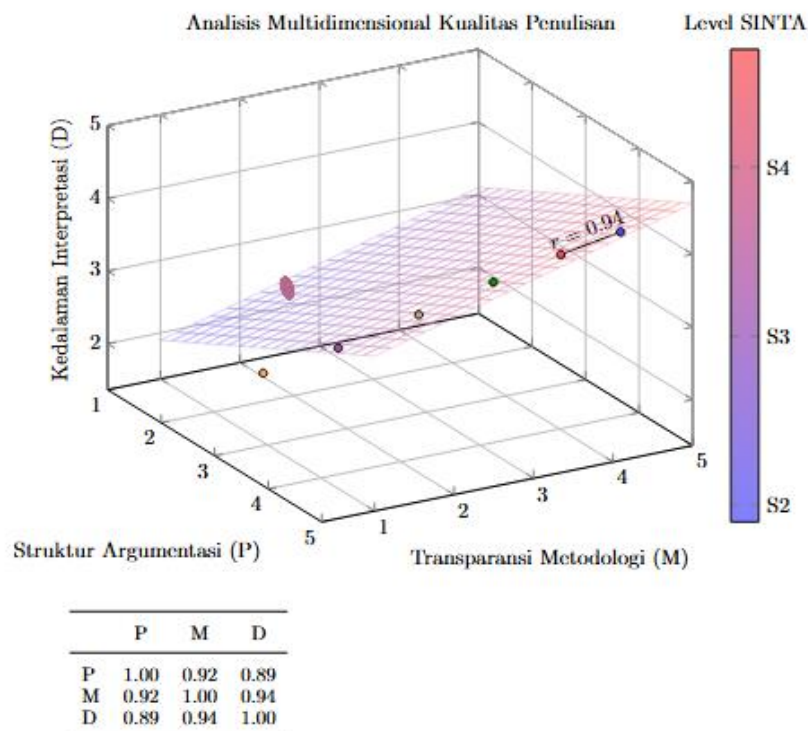 Analisis Multidimensional Kualitas Penulisan
Level SINTA
Kedalaman Interpretasi (D)
5
4
3
2
r = 0.94
S4
S3
S2
1
2
3
4
5
1
2
3
4
5
Struktur Argumentasi (P)
Transparansi Metodologi (M)
P M D
P 1.00 0.92 0.89
M 0.92 1.00 0.94
D 0.89 0.94 1.00